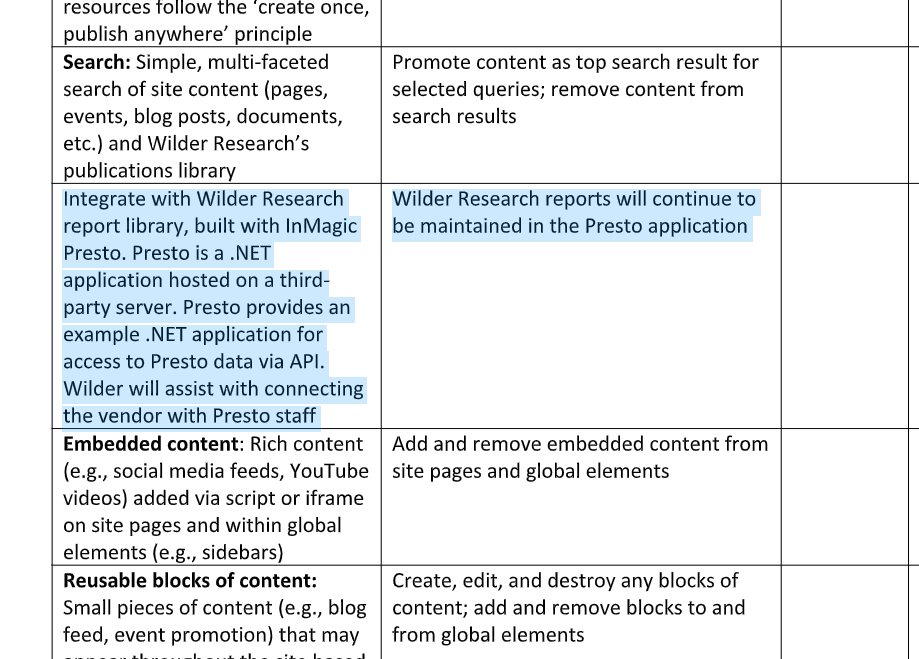 resources follow the ‘create once,
publish anywhere’ principle
Search: Simple, multi-faceted
search of site content (pages,
events, blog posts, documents,
etc.) and Wilder Research’s
publications library
Promote content as top search result for
selected queries; remove content from
search results
Integrate with Wilder Research
report library, built with InMagic
Presto. Presto is a .NET
application hosted on a third-
party server. Presto provides an
example .NET application for
access to Presto data via API.
Wilder will assist with connecting
the vendor with Presto staff
Wilder Research reports will continue to
be maintained in the Presto application
Embedded content: Rich content
(e.g., social media feeds, YouTube
videos) added via script or iframe
on site pages and within global
elements (e.g., sidebars)
Add and remove embedded content from
site pages and global elements
Reusable blocks of content:
Small pieces of content (e.g., blog
feed, event promotion) that may
appear throughout the site based
Create, edit, and destroy any blocks of
content; add and remove blocks to and
from global elements